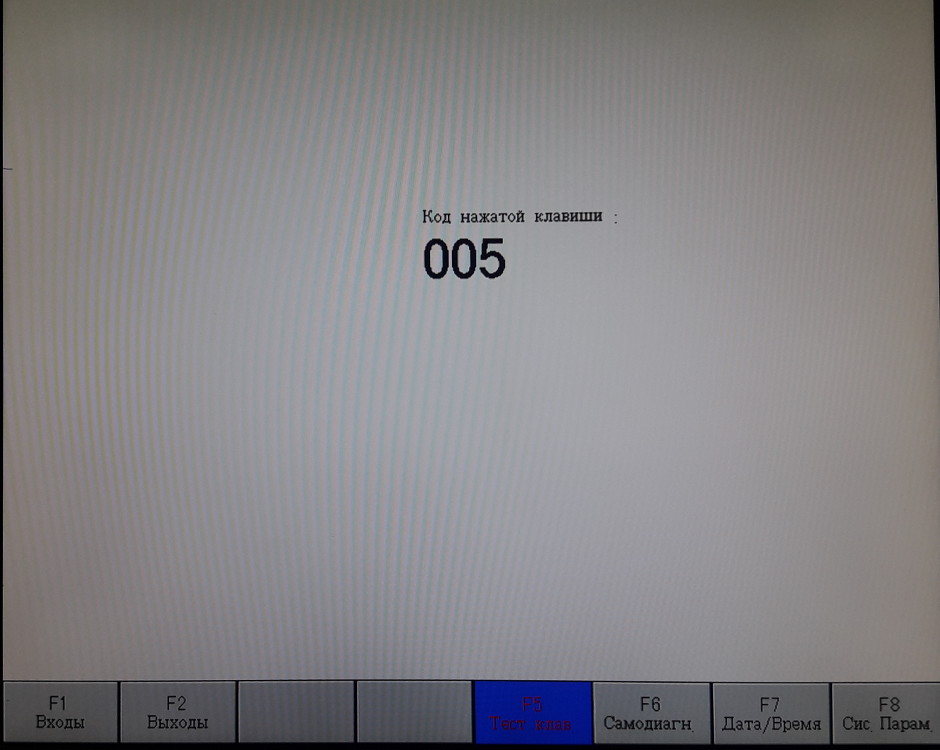 Код нажатой клавиши :
005
F1
Входы
F2
Выходы
F5
Тест клав
F6
Самодиагн.
F7
Дата/Время
F8
Сис. Парам.